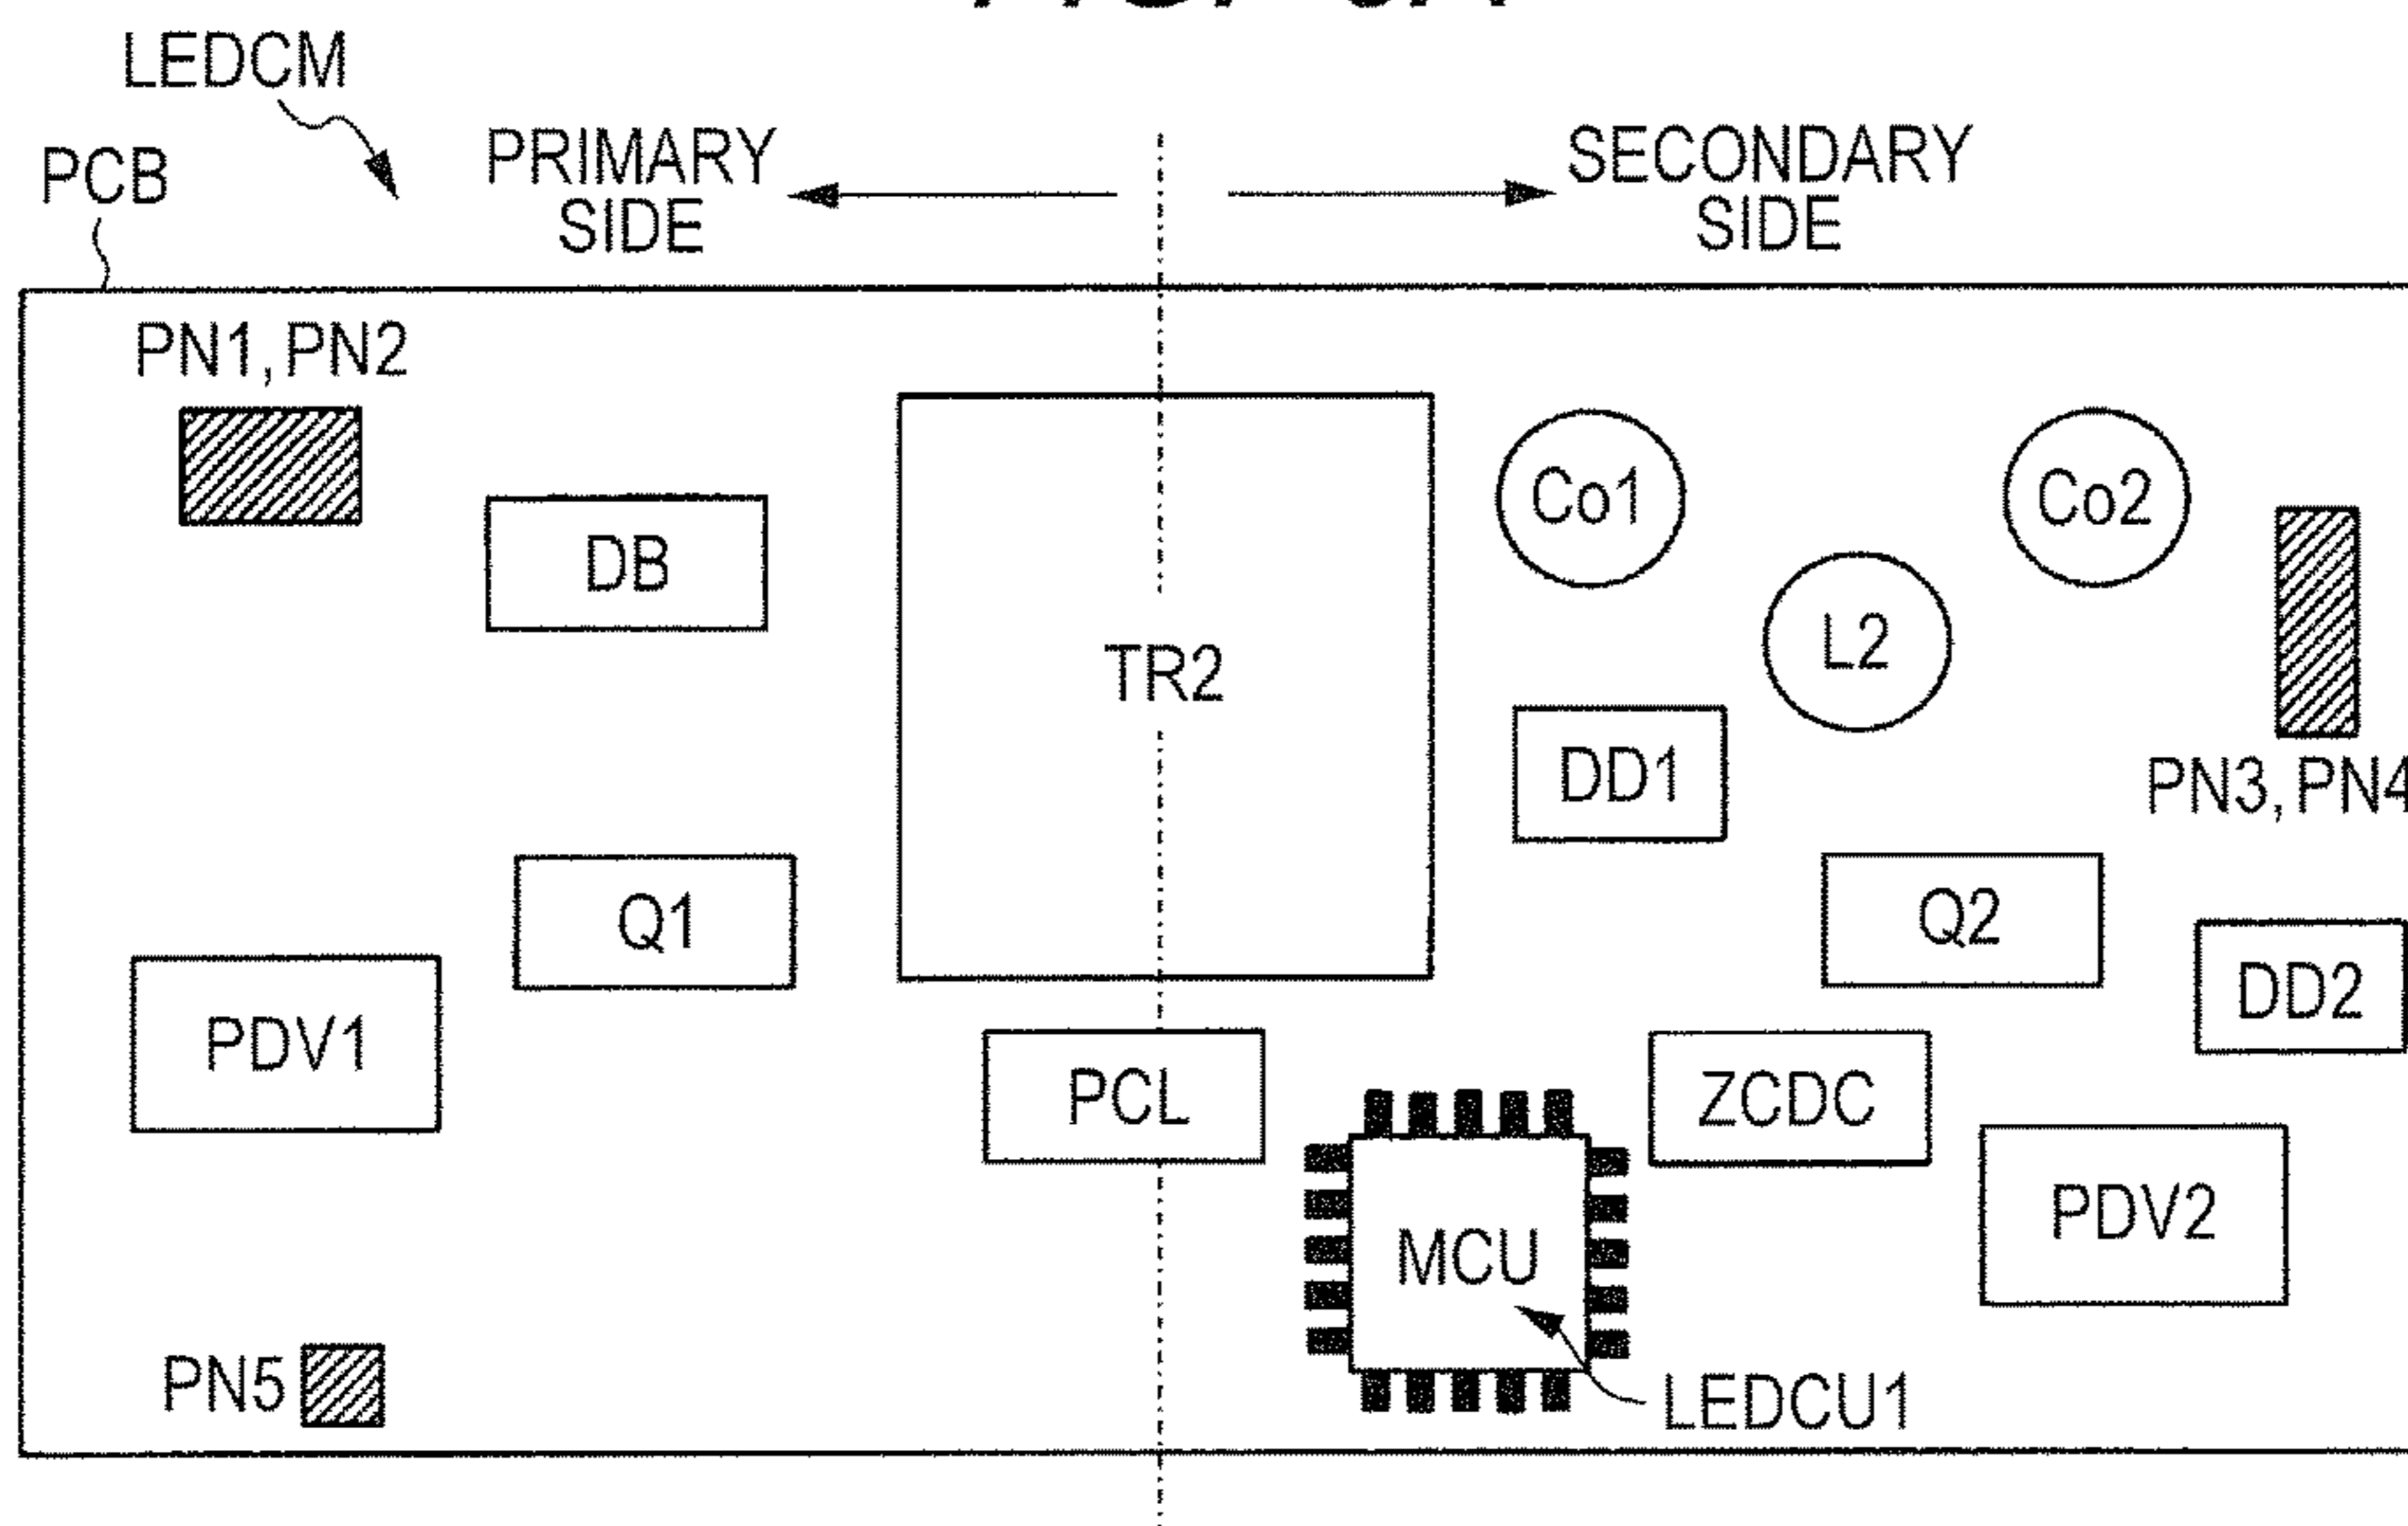 LEDCM
PCB
PRIMARY
SIDE
SECONDARY
SIDE
PN1, PN2
DB
TR2
Co1
Co2
L2
DD1
PN3, PN4
Q1
Q2
DD2
PDV1
PCL
ZCDC
MCU
PDV2
PN5
LEDCU1